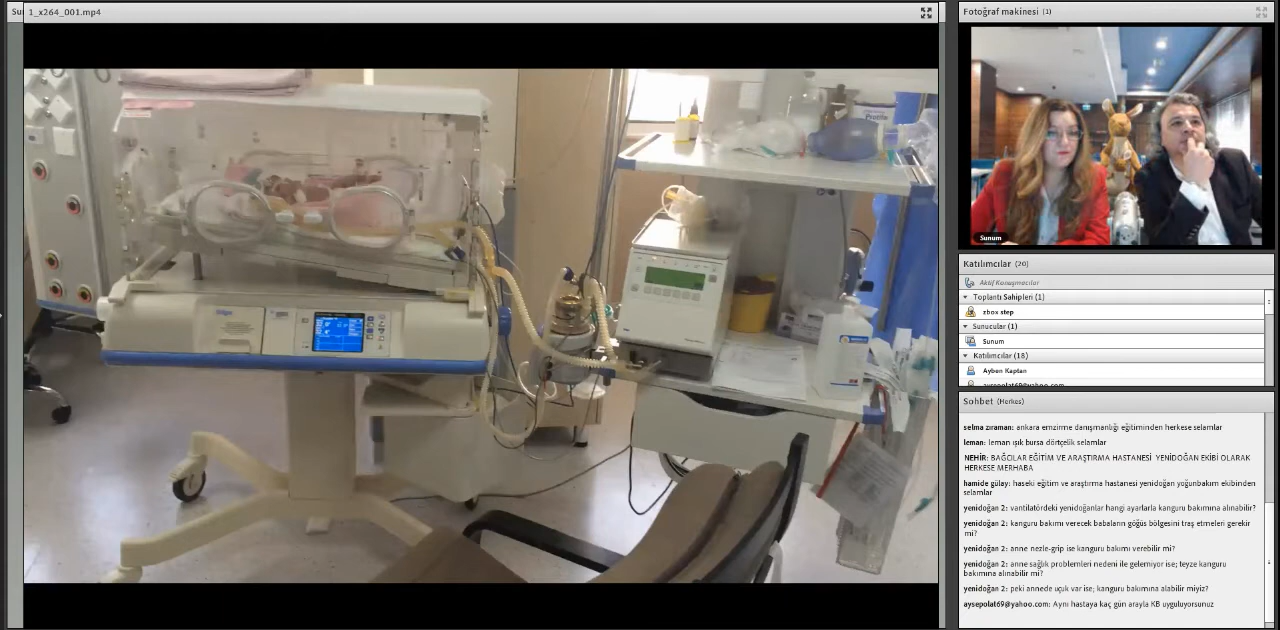 Sur
1_x264_001.mp4
Fotoğraf makinesi (1)
Sunum
Katılımcılar (20)
Aktif Konuşmacılar
Toplantı Sahipleri (1)
zbox step
Sunucular (1)
Sunum
Katılımcılar (18)
Ayben Kaptan
aysepolat69@yahoo.com
Sohbet (Herkes)
selma zıraman: ankara emzirme danışmanlığı eğitiminden herkese selamlar
leman: leman ışık bursa dörtçelik selamlar
NEHİR: BAĞCILAR EĞİTİM VE ARAŞTIRMA HASTANESİ YENİDOĞAN EKİBİ OLARAK
HERKESE MERHABA
hamide gülay: haseki eğitim ve araştırma hastanesi yenidoğan yoğunbakım ekibinden
selamlar
yenidoğan 2: vantilatördeki yenidoğanlar hangi ayarlarla kanguru bakımına alınabilir?
yenidoğan 2: kanguru bakımı verecek babaların göğüs bölgesini traş etmeleri gerekir
mi?
yenidoğan 2: anne nezle-grip ise kanguru bakımı verebilir mi?
yenidoğan 2: anne sağlık problemleri nedeni ile gelemiyor ise; teyze kanguru
bakımına alınabilir mi?
yenidoğan 2: peki annede uçuk var ise; kanguru bakımına alabilir miyiz?
aysepolat69@yahoo.com: Aynı hastaya kaç gün arayla KB uyguluyorsunuz